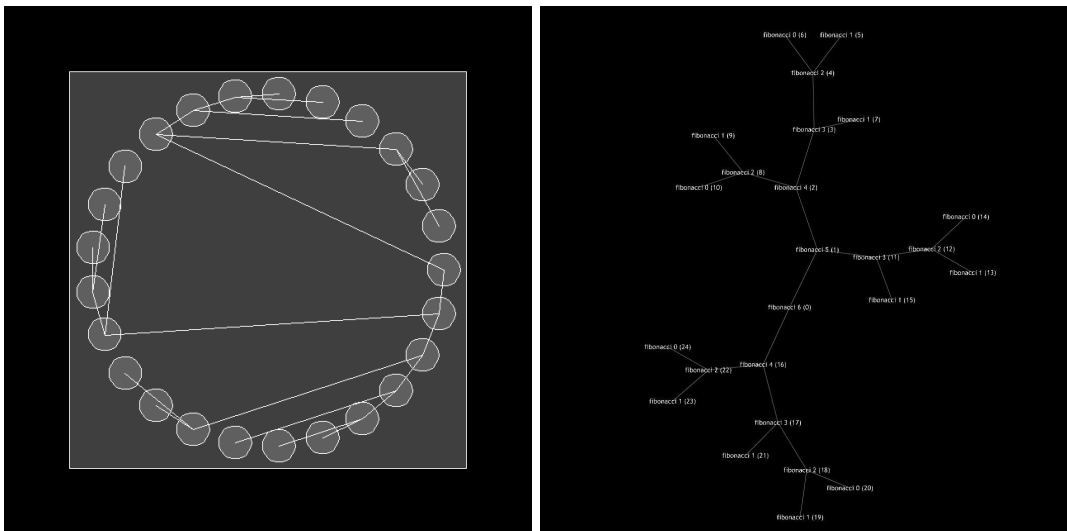 fibonacci 0 (6)
fibonacci 1 (5)
fibonacci 2 (4)
fibonacci 1 (7)
fibonacci 3 (3)
fibonacci 1 (9)
fibonacci 2 (8)
fibonacci 0 (10)
fibonacci 4 (2)
fibonacci 0 (14)
fibonacci 5 (1)
fibonacci 2 (12)
fibonacci 3 (11)
fibonacci 1 (13)
fibonacci 1 (15)
fibonacci 6 (0)
fibonacci 0 (24)
fibonacci 4 (16)
fibonacci 2 (22)
fibonacci 1 (23)
fibonacci 3 (17)
fibonacci 1 (21)
fibonacci 2 (18)
fibonacci 0 (20)
fibonacci 1 (19)